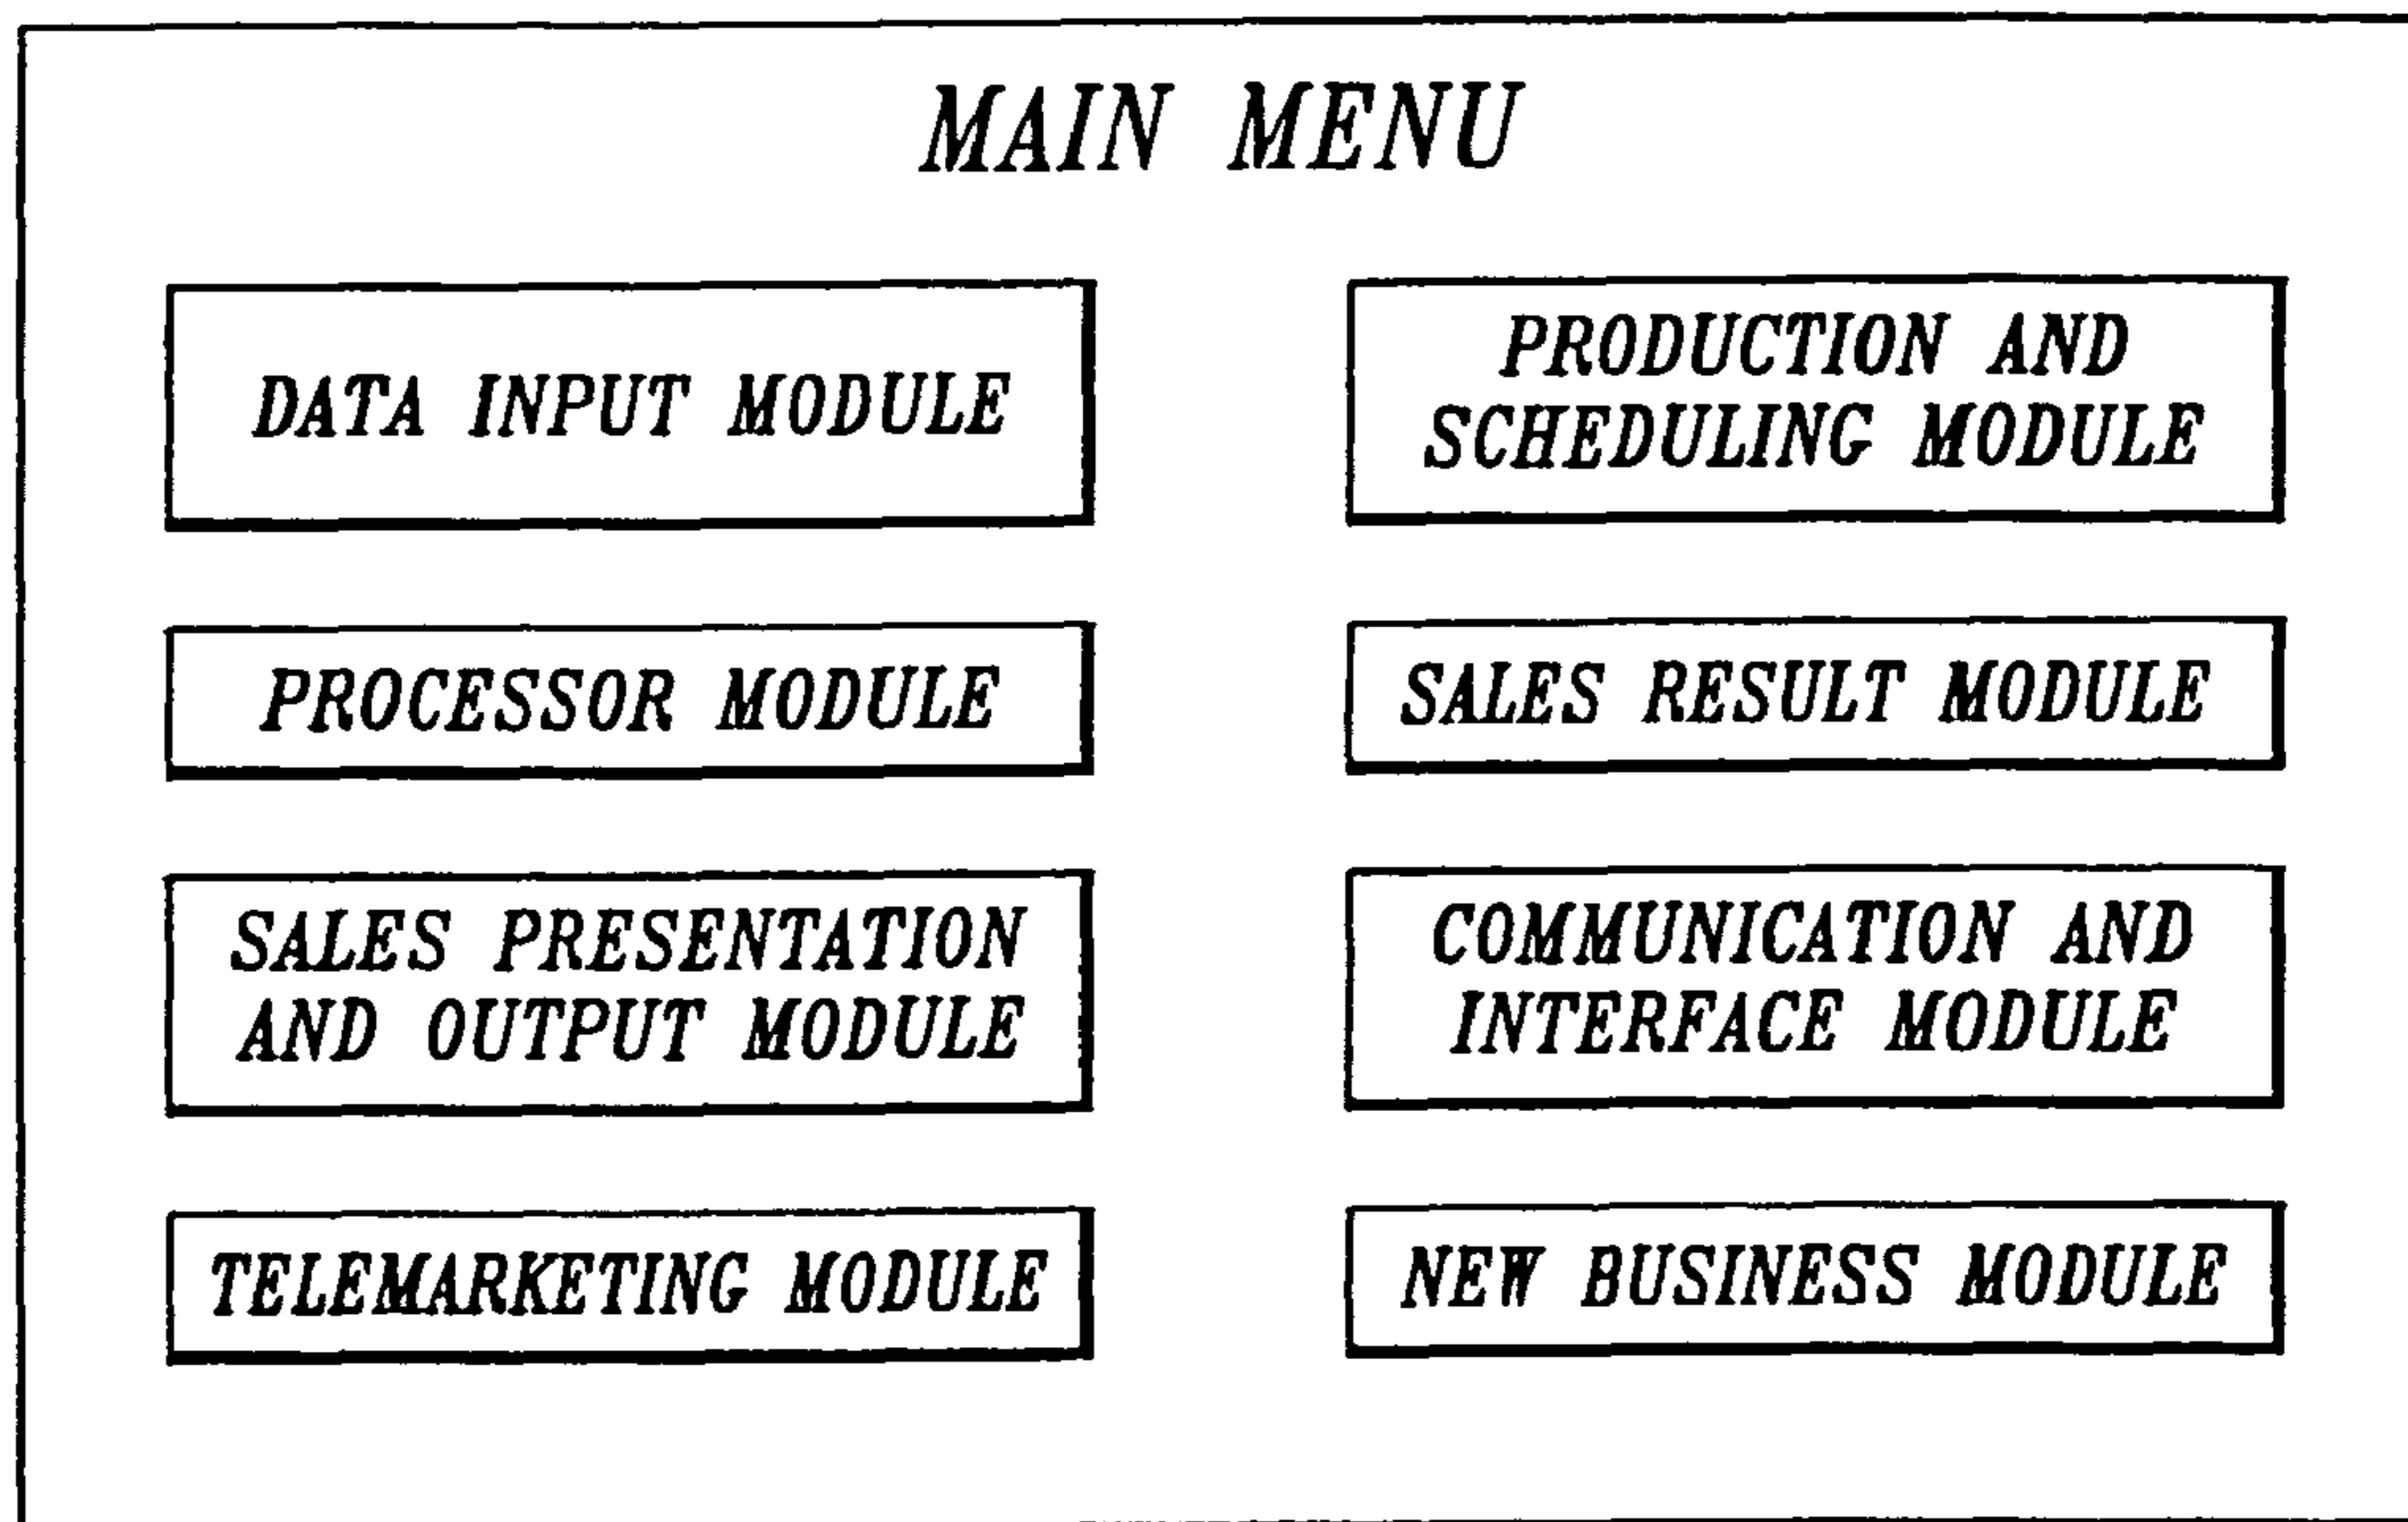 MAIN MENU
DATA INPUT MODULE
PRODUCTION AND
SCHEDULING MODULE
PROCESSOR MODULE
SALES RESULT MODULE
SALES PRESENTATION
AND OUTPUT MODULE
COMMUNICATION AND
INTERFACE MODULE
TELEMARKETING MODULE
NEW BUSINESS MODULE